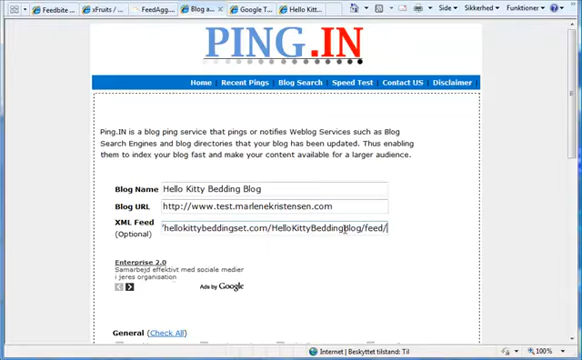 Feedbite
xFruits /
FeedAgg...
Blog a...
Google T...
Hello Kitt...
Side
Sikkerhed
Funktioner
PING.IN
Home Recent Pings Blog Search Speed Test Contact US Disclaimer
Ping.IN is a blog ping service that pings or notifies Weblog Services such as Blog
Search Engines and blog directories that your blog has been updated. Thus enabling
them to index your blog fast and make your content available for a larger audience.
Blog Name Hello Kitty Bedding Blog
Blog URL http://www.test.marlenekristensen.com
XML Feed
(Optional)
/hellokittybeddingset.com/HelloKittyBeddingBlog/feed/
Enterprise 2.0
Samarbejd effektivt med sociale medier
i jeres organisation
Ads by Google
General (Check All)
Internet | Beskyttet tilstand: Til
100%